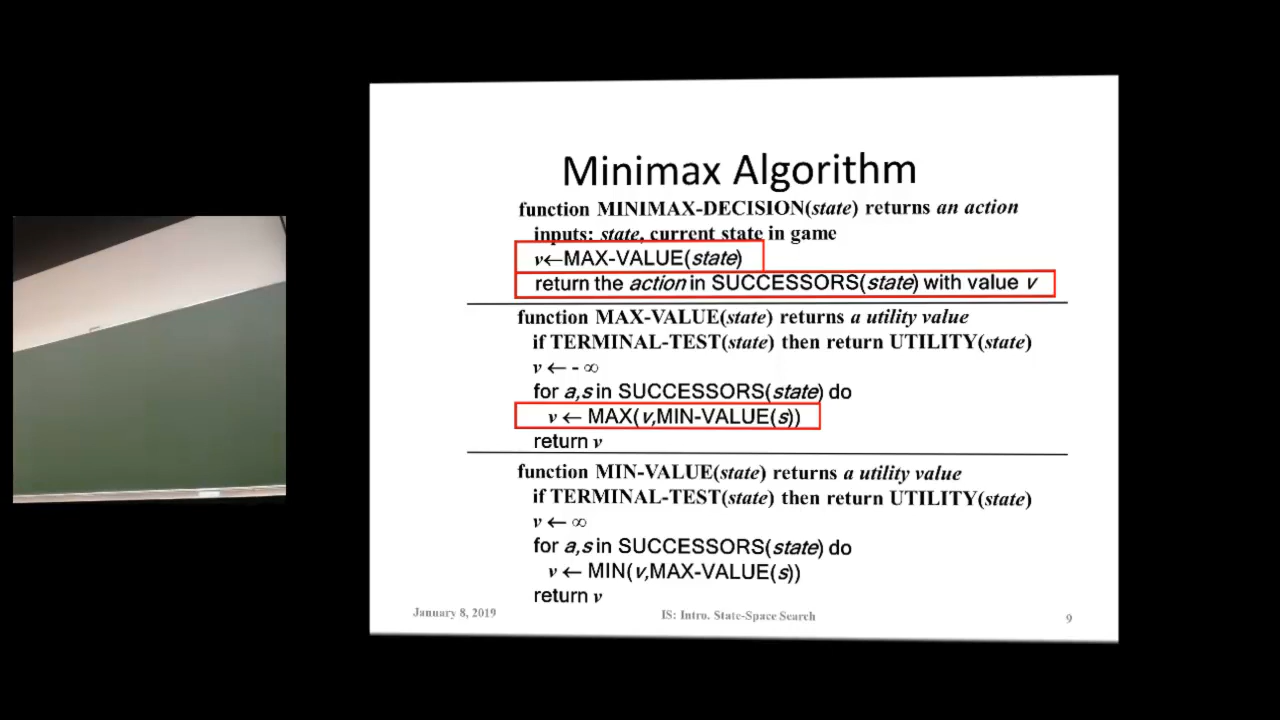 Minimax Algorithm
function MINIMAX-DECISION(state) returns an action
inputs: state, current state in game
v←MAX-VALUE(state)
return the action in SUCCESSORS(state) with value v
function MAX-VALUE(state) returns a utility value
if TERMINAL-TEST(state) then return UTILITY(state)
v ← - ∞
for a,s in SUCCESSORS(state) do
v ← MAX(v,MIN-VALUE(s))
return v
function MIN-VALUE(state) returns a utility value
if TERMINAL-TEST(state) then return UTILITY(state)
v ← ∞
for a,s in SUCCESSORS(state) do
v ← MIN(v,MAX-VALUE(s))
return v
January 8, 2019 IS: Intro. State-Space Search 9